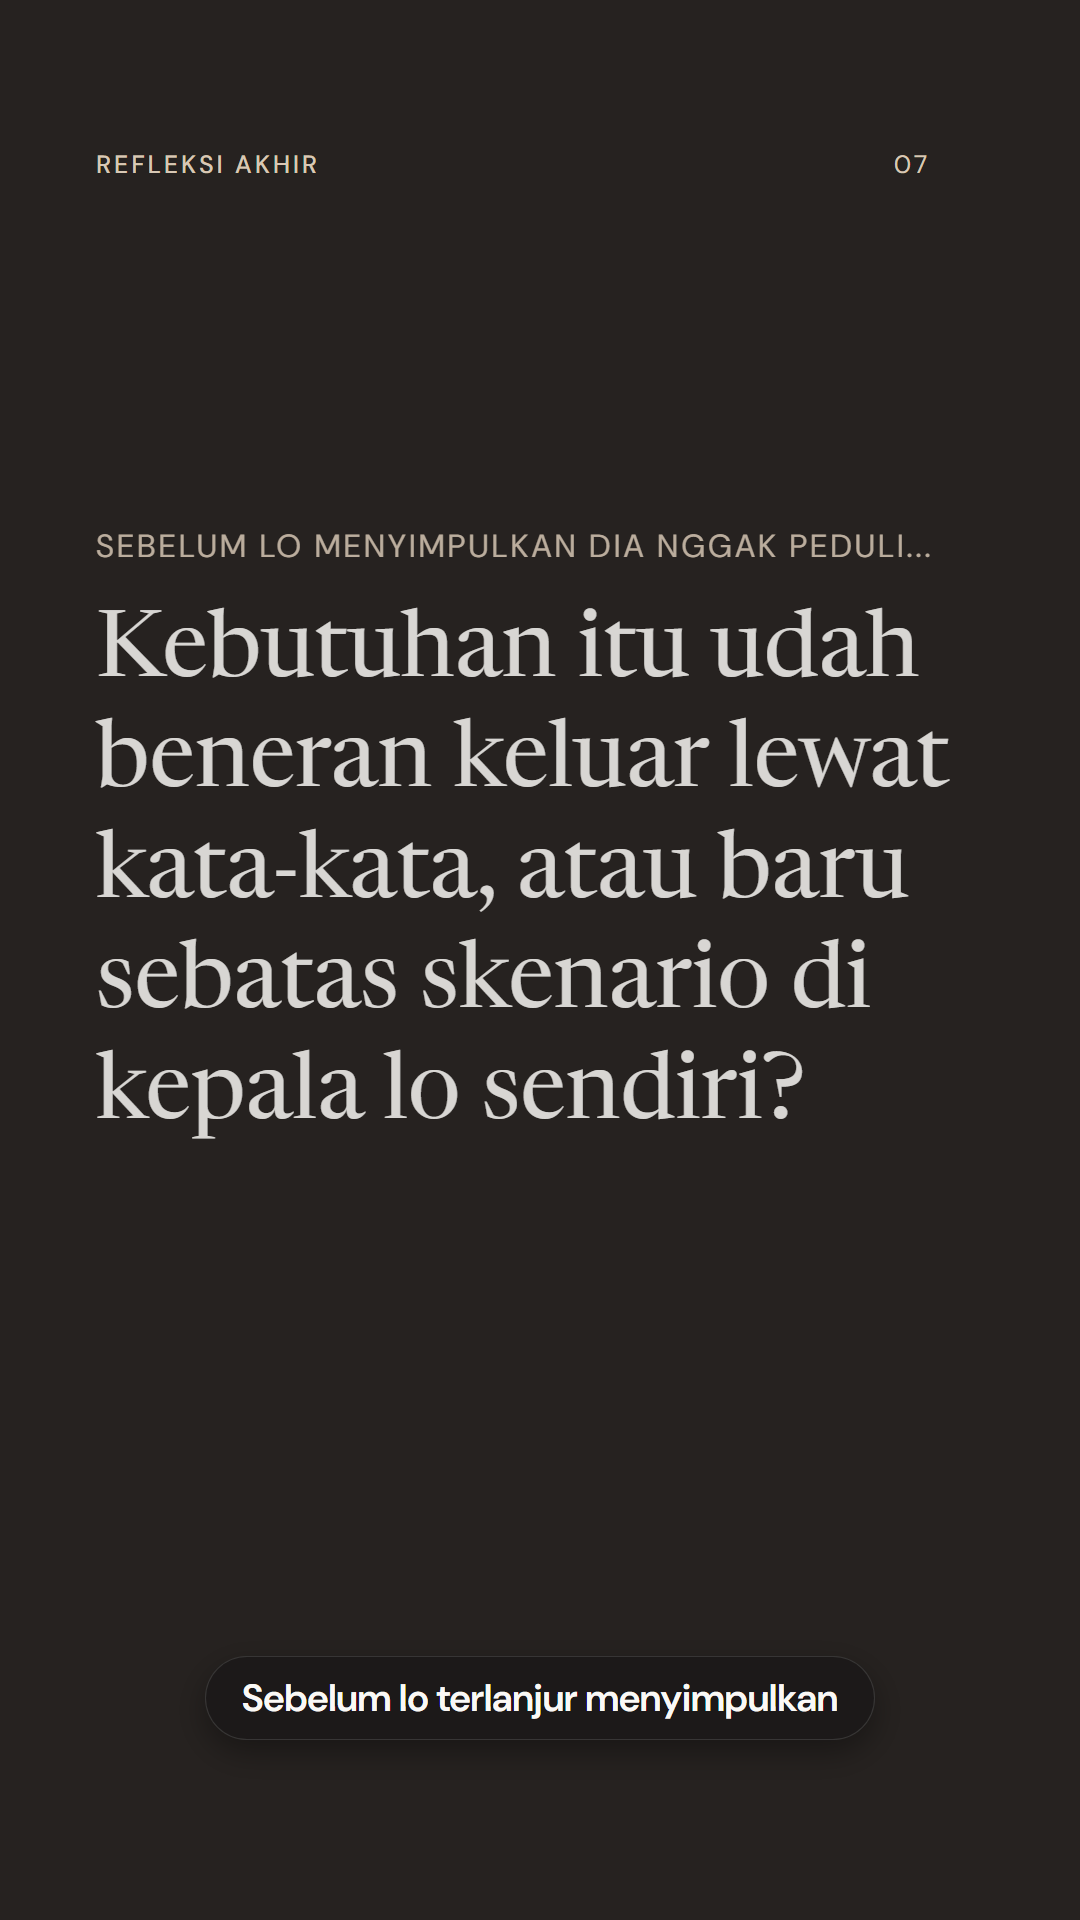 REFLEKSI AKHIR
07
SEBELUM LO MENYIMPULKAN DIA NGGAK PEDULI...
Kebutuhan itu udah
beneran keluar lewat
kata-kata, atau baru
sebatas skenario di
kepala lo sendiri?
Sebelum lo terlanjur menyimpulkan